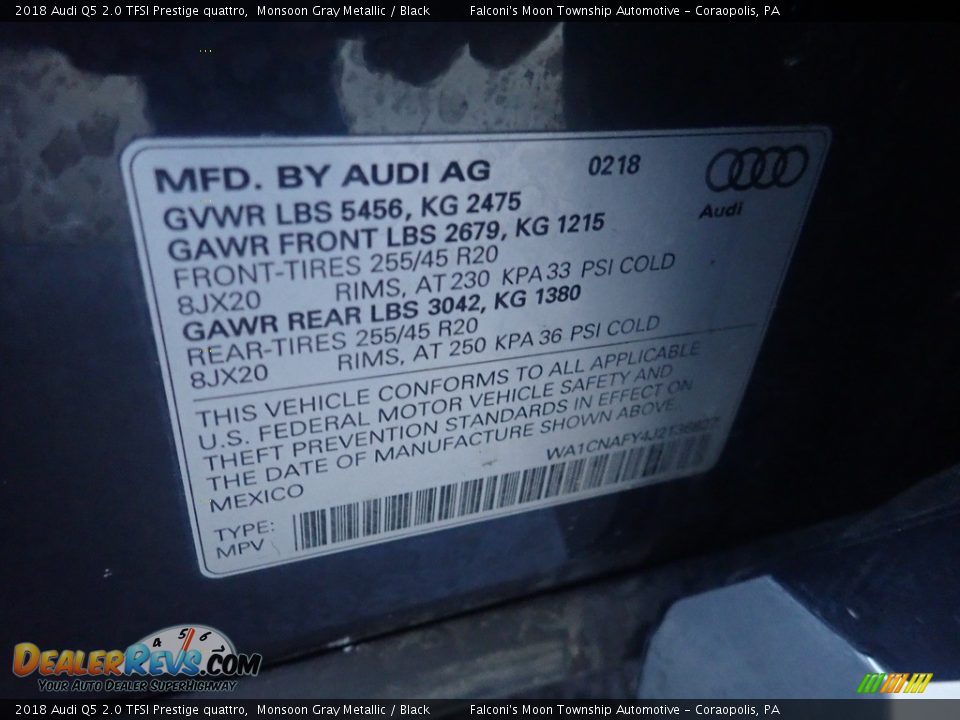 2018 Audi Q5 2.0 TFSI Prestige quattro, Monsoon Gray Metallic / Black Falconi's Moon Township Automotive - Coraopolis, PA
MFD. BY AUDI AG 0218
GVWR LBS 5456, KG 2475
Audi
GAWR FRONT LBS 2679, KG 1215
FRONT-TIRES 255/45 R20
8JX20 RIMS, AT 230 KPA 33 PSI COLD
GAWR REAR LBS 3042, KG 1380
REAR-TIRES 255/45 R20
8JX20 RIMS, AT 250 KPA 36 PSI COLD
THIS VEHICLE CONFORMS TO ALL APPLICABLE
U.S. FEDERAL MOTOR VEHICLE SAFETY AND
THEFT PREVENTION STANDARDS IN EFFECT ON
THE DATE OF MANUFACTURE SHOWN ABOVE.
MEXICO
TYPE:
MPV
4 5 6
DEALERREVS.COM
YOUR AUTO DEALER SUPERHIGHWAY
2018 Audi Q5 2.0 TFSI Prestige quattro, Monsoon Gray Metallic / Black Falconi's Moon Township Automotive - Coraopolis, PA